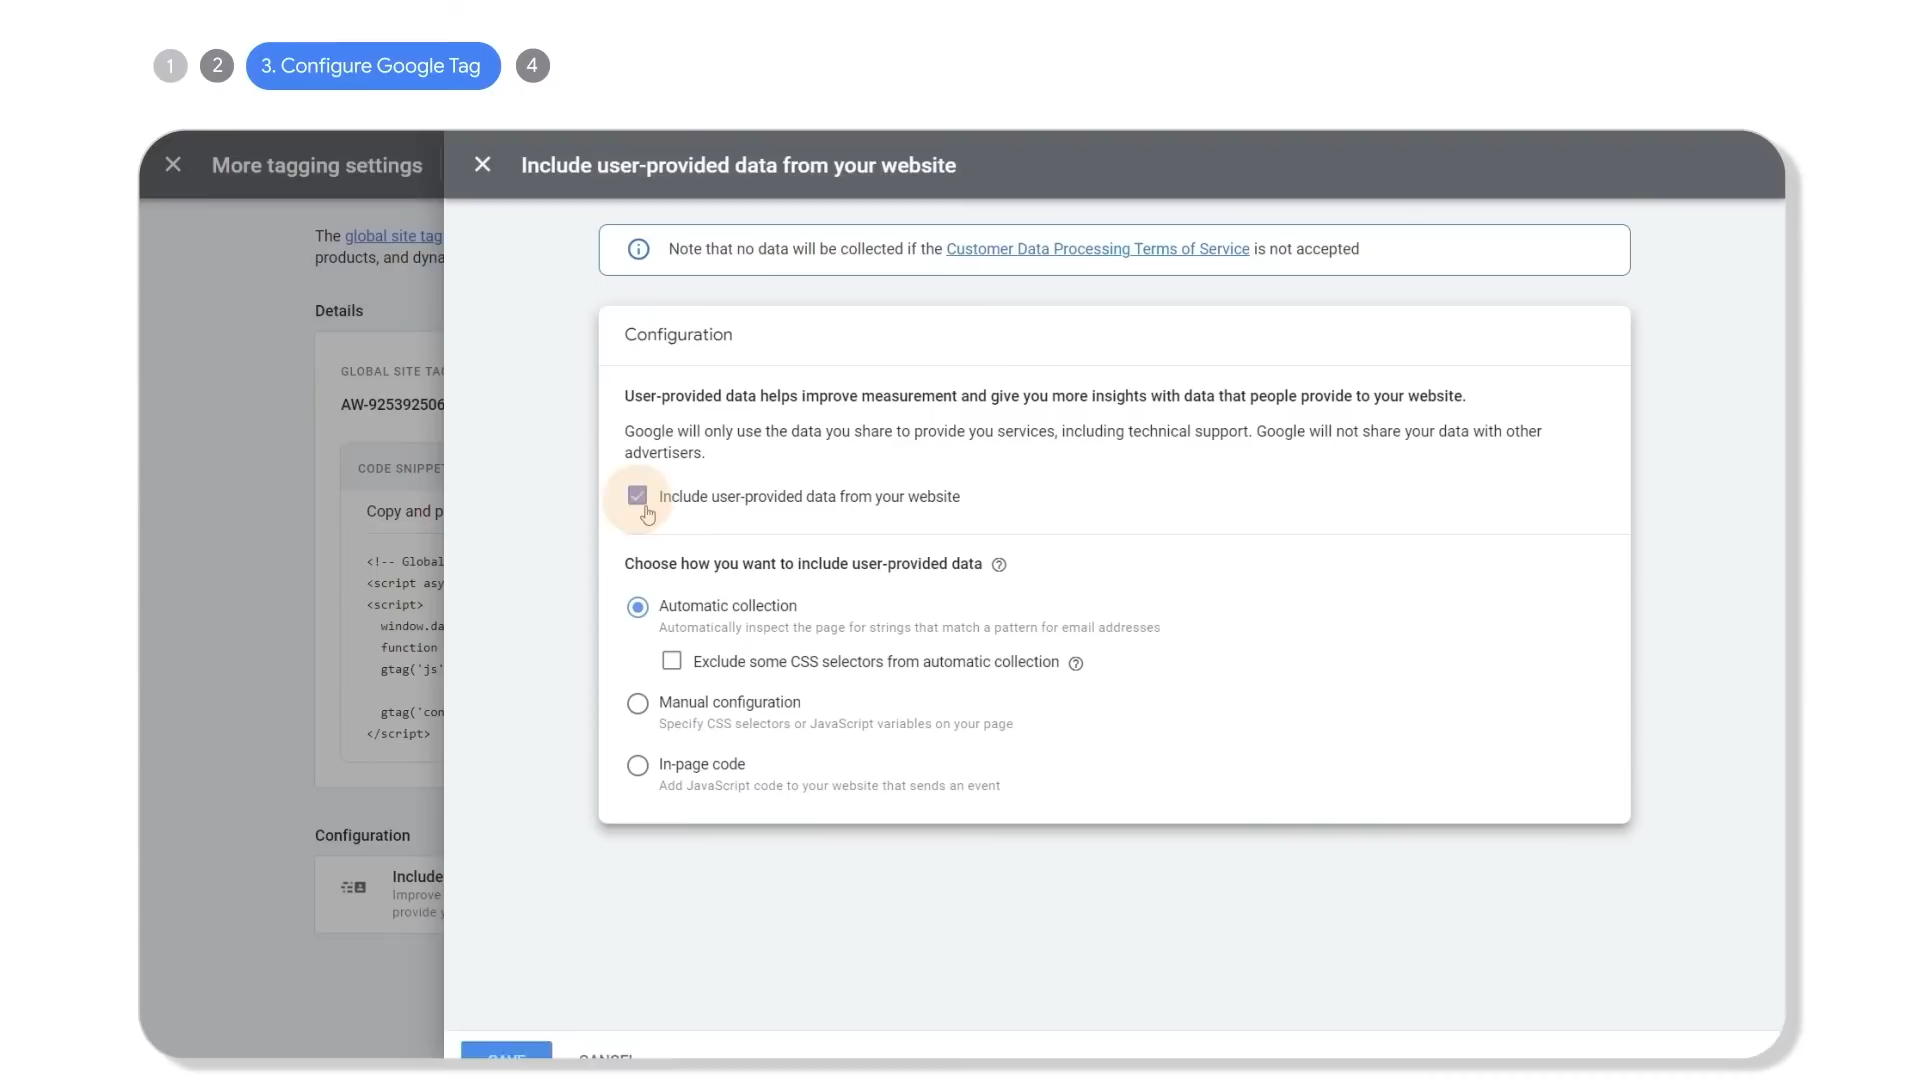 1
2
3. Configure Google Tag
4
More tagging settings
Include user-provided data from your website
The global site tag
products, and dyna
Details
GLOBAL SITE TAG
AW-925392506
CODE SNIPPET
Copy and p
<!-- Global
<script asy
<script>
window.da
function
gtag('js'
gtag('con
</script>
Configuration
Include
Improve
provide y
Note that no data will be collected if the Customer Data Processing Terms of Service is not accepted
Configuration
User-provided data helps improve measurement and give you more insights with data that people provide to your website.
Google will only use the data you share to provide you services, including technical support. Google will not share your data with other
advertisers.
Include user-provided data from your website
Choose how you want to include user-provided data
Automatic collection
Automatically inspect the page for strings that match a pattern for email addresses
Exclude some CSS selectors from automatic collection
Manual configuration
Specify CSS selectors or JavaScript variables on your page
In-page code
Add JavaScript code to your website that sends an event
SAVE CANCEL